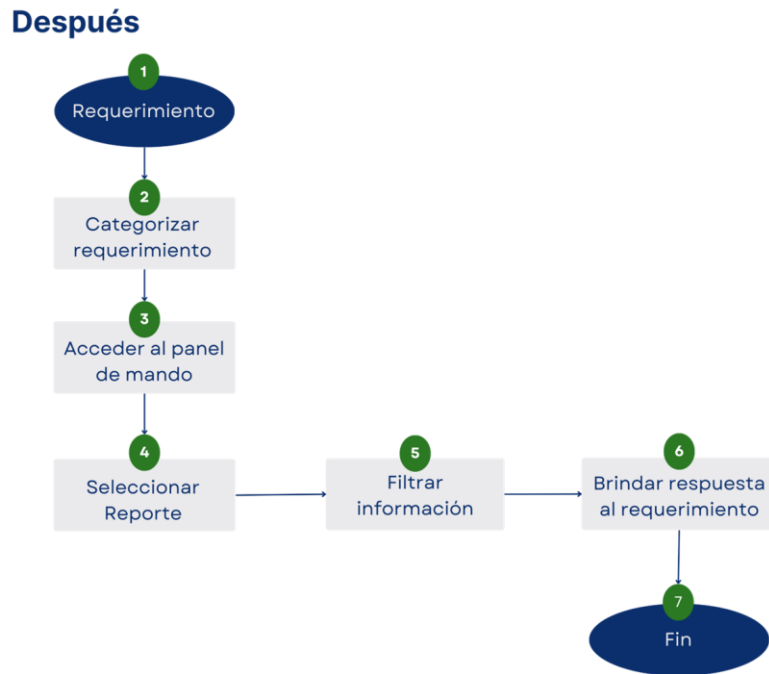 Después
1
Requerimiento
2
Categorizar
requerimiento
3
Acceder al panel
de mando
4
Seleccionar
Reporte
5
Filtrar
información
6
Brindar respuesta
al requerimiento
7
Fin